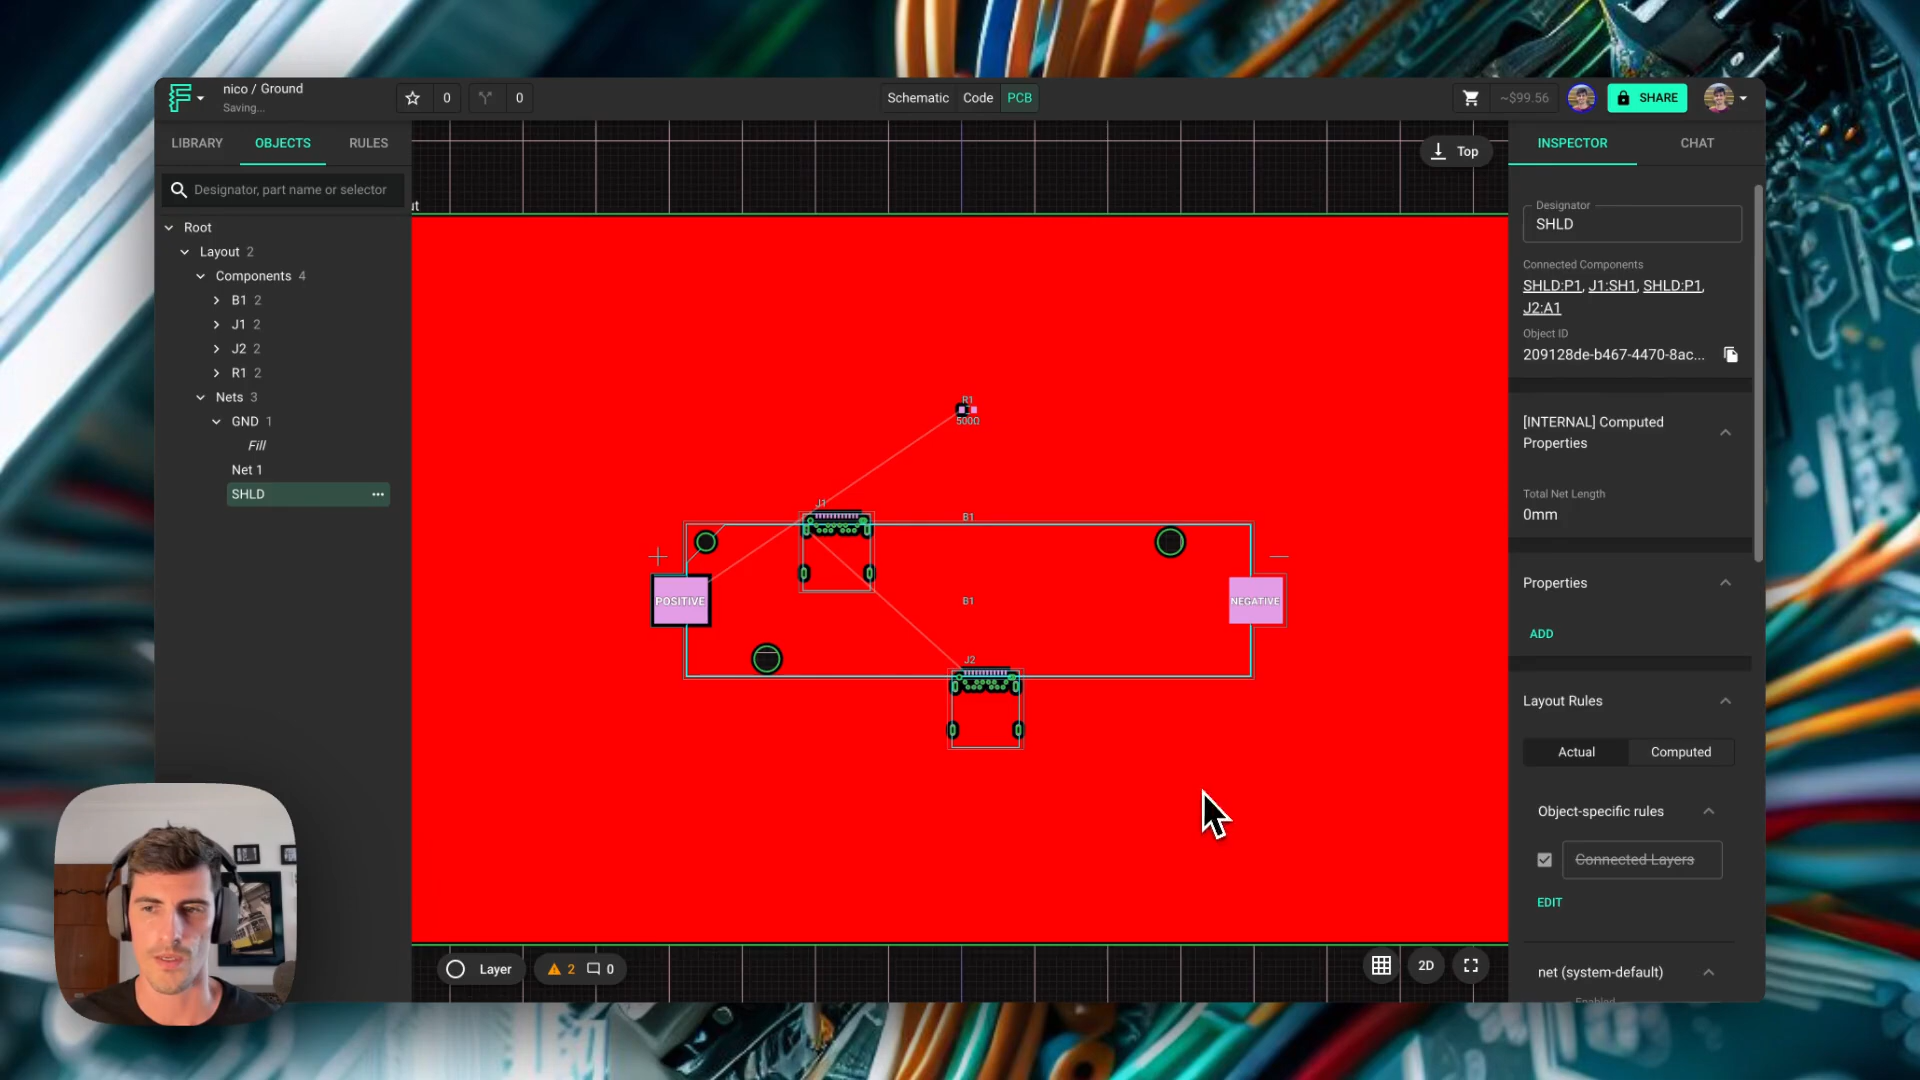 nico / Ground
Saving...
0
0
Schematic
Code
PCB
~$99.56
SHARE
LIBRARY
OBJECTS
RULES
INSPECTOR
CHAT
Designator, part name or selector
Root
Layout 2
Components 4
B1 2
J1 2
J2 2
R1 2
Nets 3
GND 1
Fill
Net 1
SHLD
ut
Top
R1
500Ω
J1
B1
POSITIVE
B1
NEGATIVE
J2
Layer
2
0
2D
Designator
SHLD
Connected Components
SHLD:P1, J1:SH1, SHLD:P1,
J2:A1
Object ID
209128de-b467-4470-8ac...
[INTERNAL] Computed
Properties
Total Net Length
0mm
Properties
ADD
Layout Rules
Actual
Computed
Object-specific rules
Connected Layers
EDIT
net (system-default)
Enabled